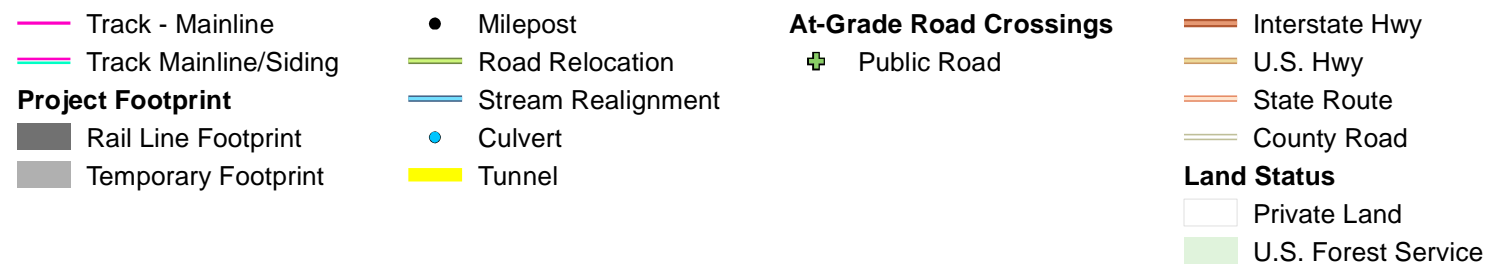 Track - Mainline
Track Mainline/Siding
Project Footprint
Rail Line Footprint
Temporary Footprint
Milepost
Road Relocation
Stream Realignment
Culvert
Tunnel
At-Grade Road Crossings
Public Road
Interstate Hwy
U.S. Hwy
State Route
County Road
Land Status
Private Land
U.S. Forest Service